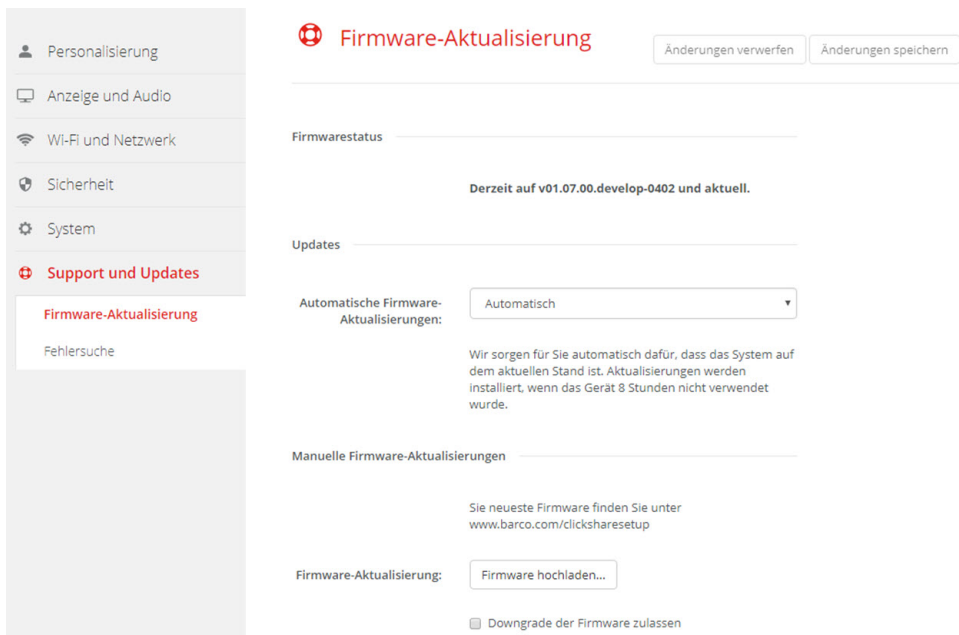 Personalisierung
Anzeige und Audio
Wi-Fi und Netzwerk
Sicherheit
System
Support und Updates
Firmware-Aktualisierung
Fehlersuche
Firmware-Aktualisierung
Änderungen verwerfen
Änderungen speichern
Firmwarestatus
Derzeit auf v01.07.00.develop-0402 und aktuell.
Updates
Automatische Firmware-
Aktualisierungen:
Automatisch
Wir sorgen für Sie automatisch dafür, dass das System auf
dem aktuellen Stand ist. Aktualisierungen werden
installiert, wenn das Gerät 8 Stunden nicht verwendet
wurde.
Manuelle Firmware-Aktualisierungen
Sie neueste Firmware finden Sie unter
www.barco.com/clicksharesetup
Firmware-Aktualisierung:
Firmware hochladen...
Downgrade der Firmware zulassen